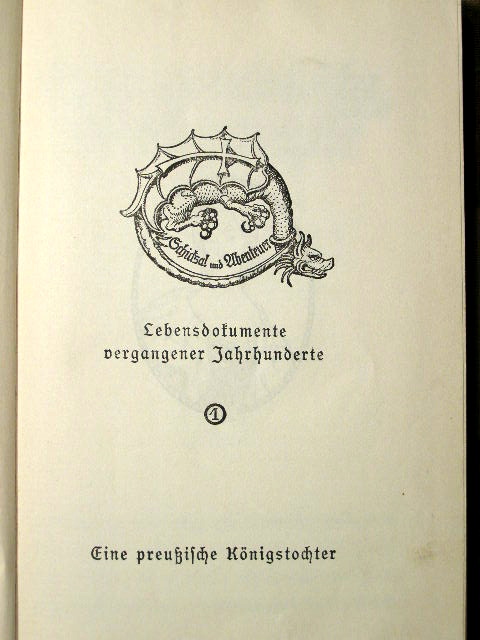 Schicksal und Abenteuer
Lebensdokumente
vergangener Jahrhunderte
1
Eine preußische Königstochter